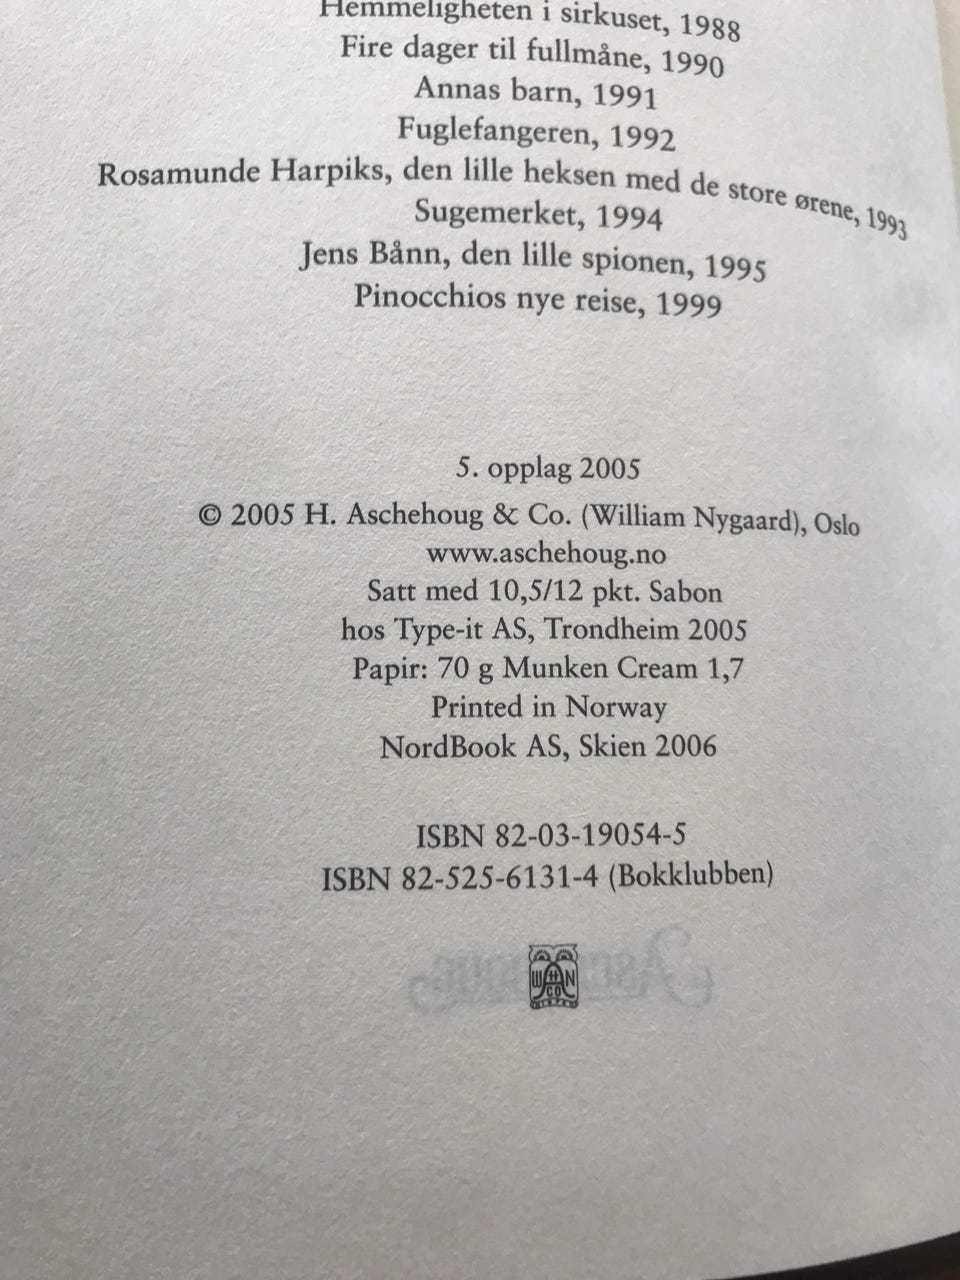 Hemmeligheten i sirkuset, 1988
Fire dager til fullmåne, 1990
Annas barn, 1991
Fuglefangeren, 1992
Rosamunde Harpiks, den lille heksen med de store ørene, 1993
Sugemerket, 1994
Jens Bånn, den lille spionen, 1995
Pinocchios nye reise, 1999
5. opplag 2005
© 2005 H. Aschehoug & Co. (William Nygaard), Oslo
www.aschehoug.no
Satt med 10,5/12 pkt. Sabon
hos Type-it AS, Trondheim 2005
Papir: 70 g Munken Cream 1,7
Printed in Norway
NordBook AS, Skien 2006
ISBN 82-03-19054-5
ISBN 82-525-6131-4 (Bokklubben)
W H N
CO